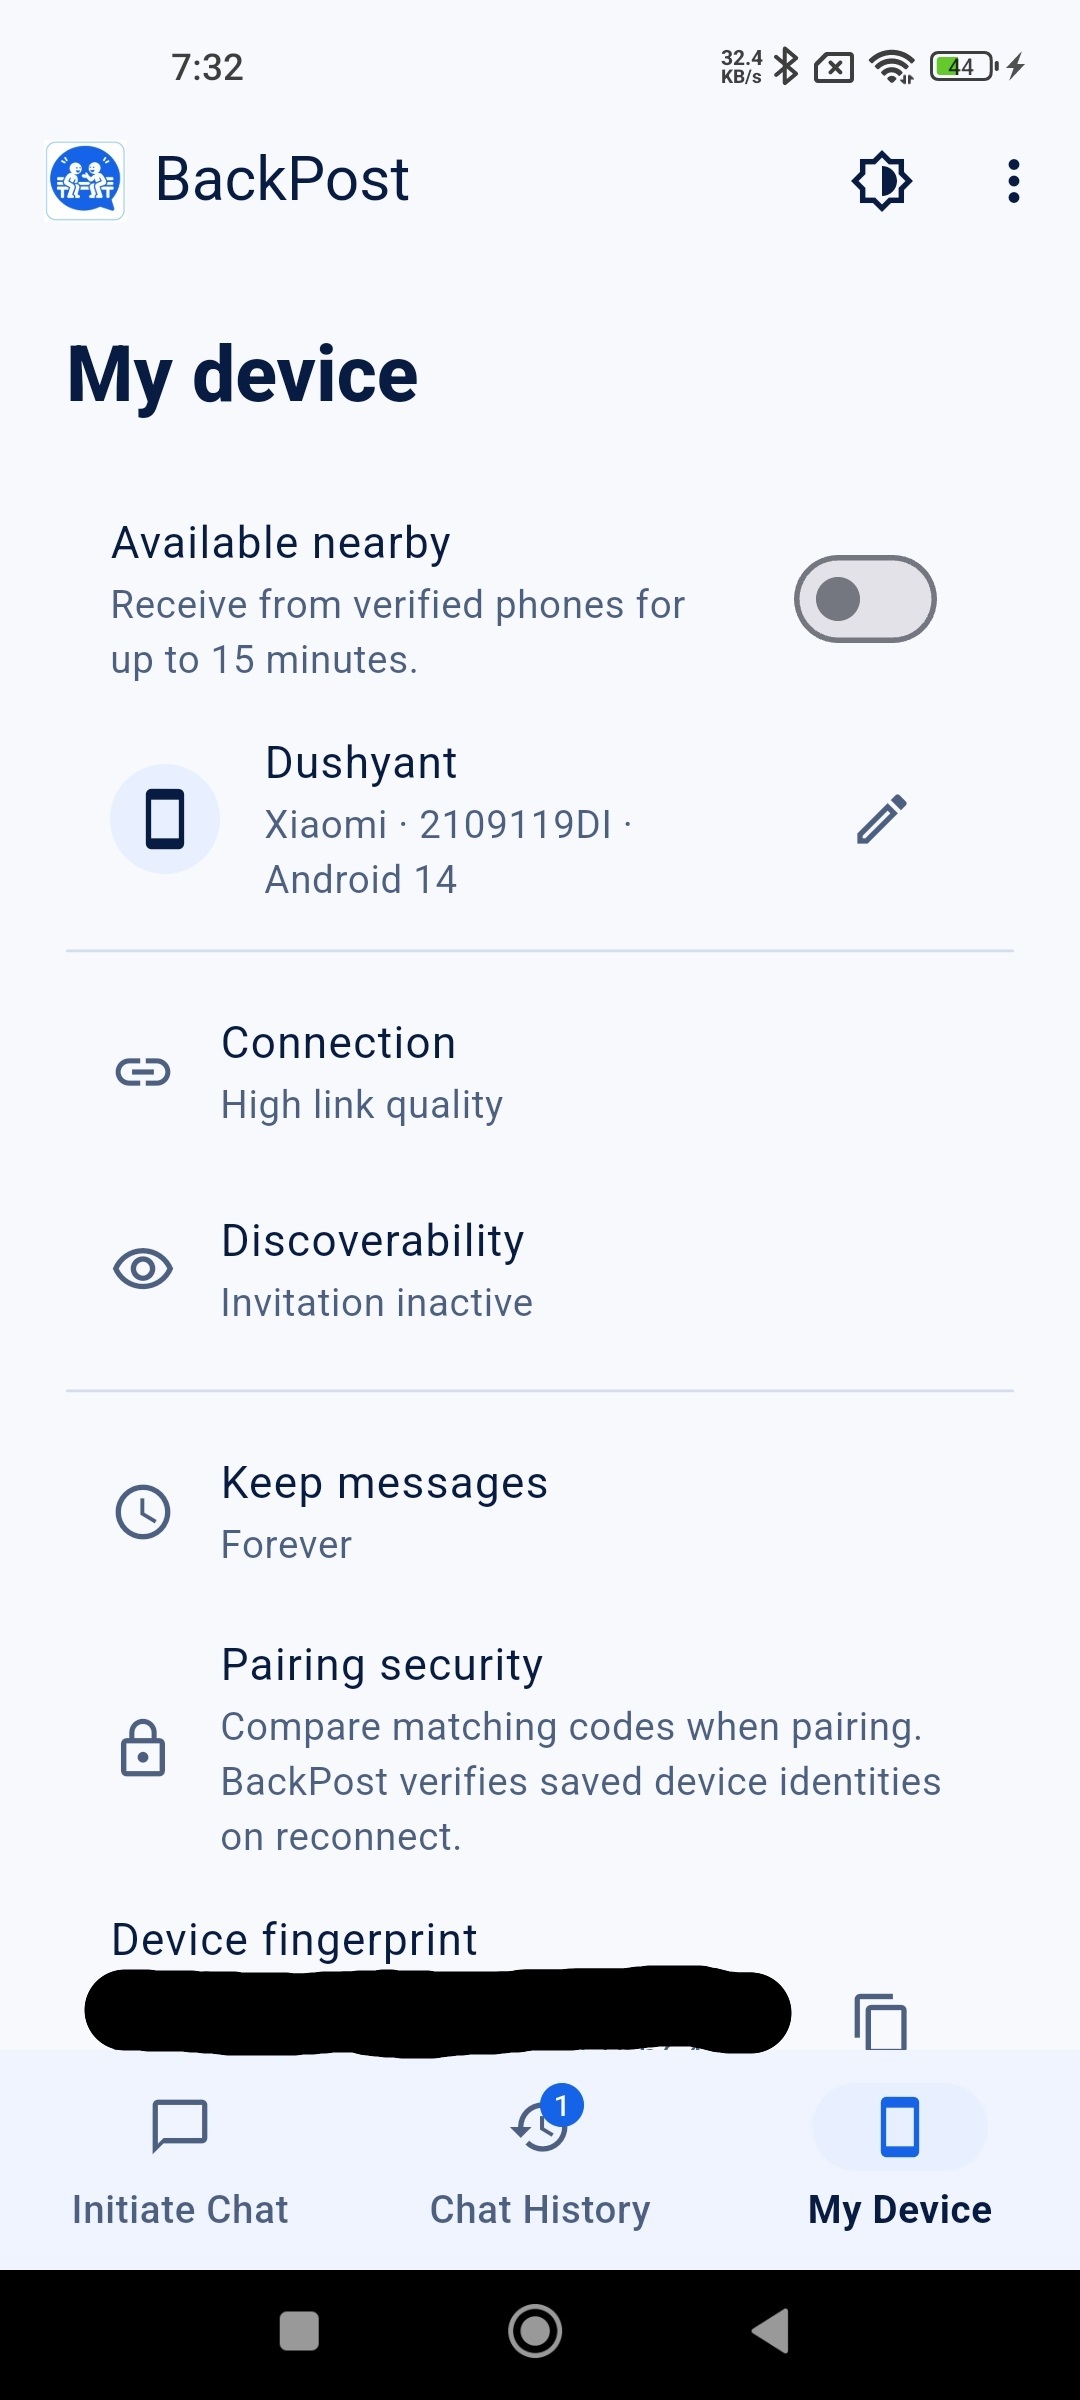 7:32
32.4
KB/s
44
BackPost
My device
Available nearby
Receive from verified phones for
up to 15 minutes.
Dushyant
Xiaomi · 2109119DI ·
Android 14
Connection
High link quality
Discoverability
Invitation inactive
Keep messages
Forever
Pairing security
Compare matching codes when pairing.
BackPost verifies saved device identities
on reconnect.
Device fingerprint
1
Initiate Chat
Chat History
My Device